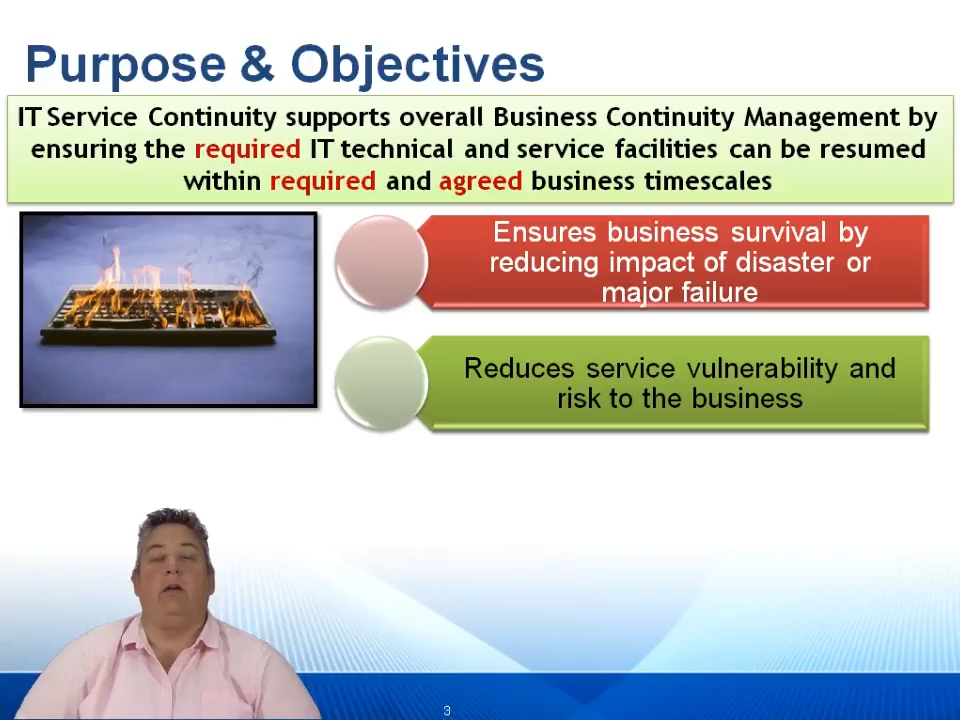 Purpose & Objectives
IT Service Continuity supports overall Business Continuity Management by
ensuring the required IT technical and service facilities can be resumed
within required and agreed business timescales
Ensures business survival by
reducing impact of disaster or
major failure
Reduces service vulnerability and
risk to the business
3